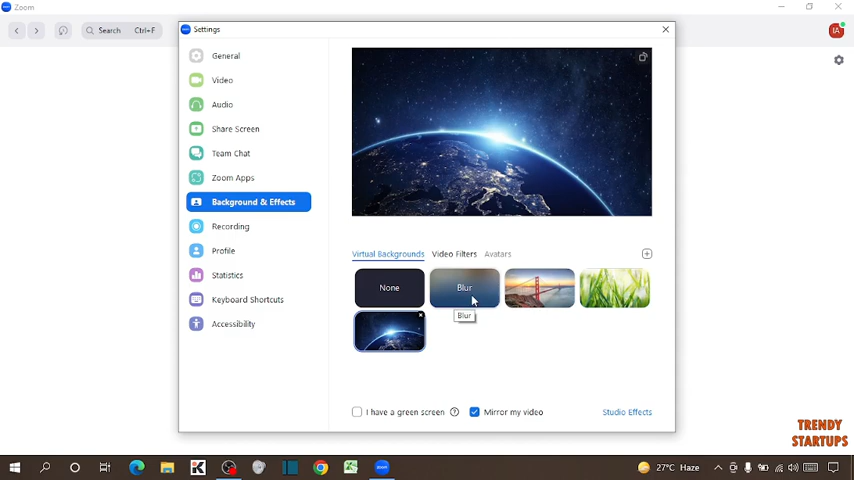 Zoom
Search Ctrl+F
IA
Settings
General
Video
Audio
Share Screen
Team Chat
Zoom Apps
Background & Effects
Recording
Profile
Statistics
Keyboard Shortcuts
Accessibility
Virtual Backgrounds Video Filters Avatars
None
Blur
Blur
I have a green screen
Mirror my video
Studio Effects
TRENDY
STARTUPS
27°C Haze